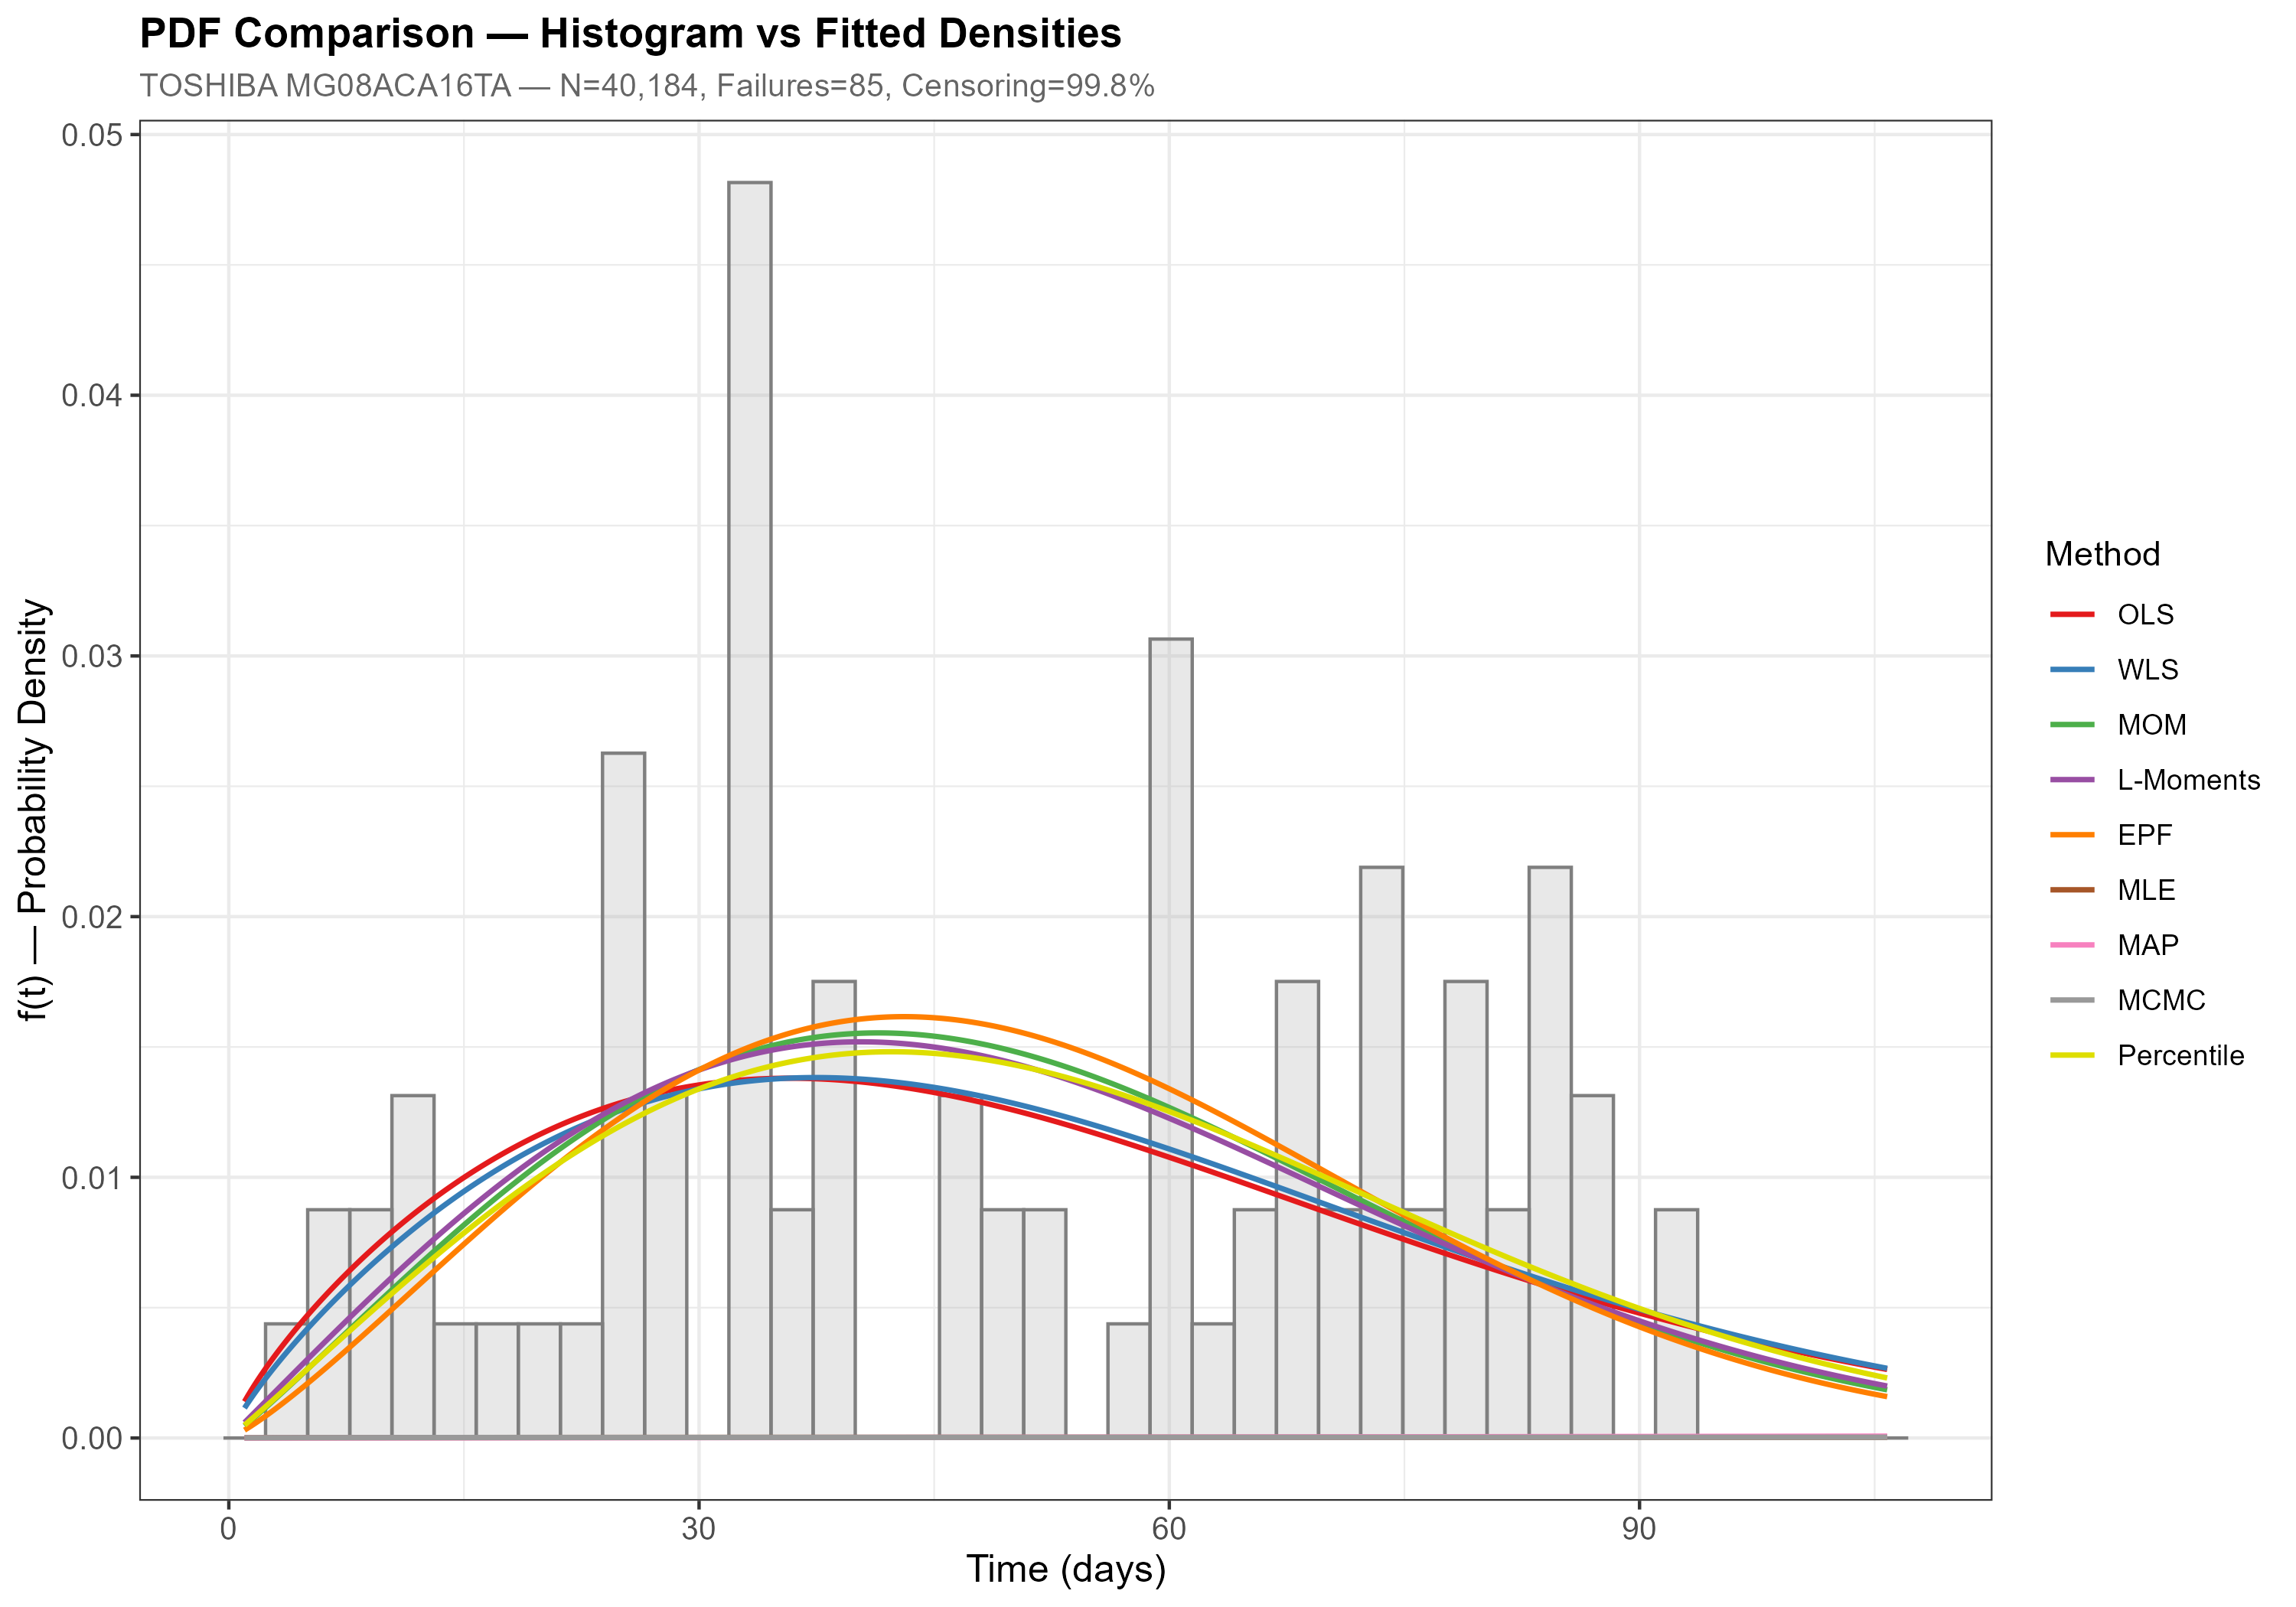 PDF Comparison — Histogram vs Fitted Densities
TOSHIBA MG08ACA16TA — N=40,184, Failures=85, Censoring=99.8%
f(t) — Probability Density
0.05
0.04
0.03
0.02
0.01
0.00
0
30
60
90
Time (days)
Method
OLS
WLS
MOM
L-Moments
EPF
MLE
MAP
MCMC
Percentile